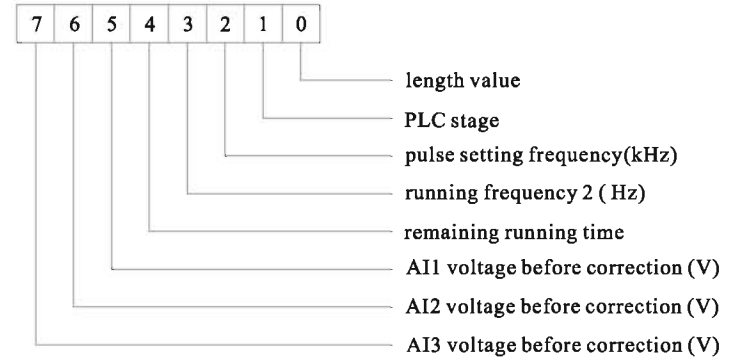 7 6 5 4 3 2 1 0
length value
PLC stage
pulse setting frequency(kHz)
running frequency 2 ( Hz)
remaining running time
AI1 voltage before correction (V)
AI2 voltage before correction (V)
AI3 voltage before correction (V)